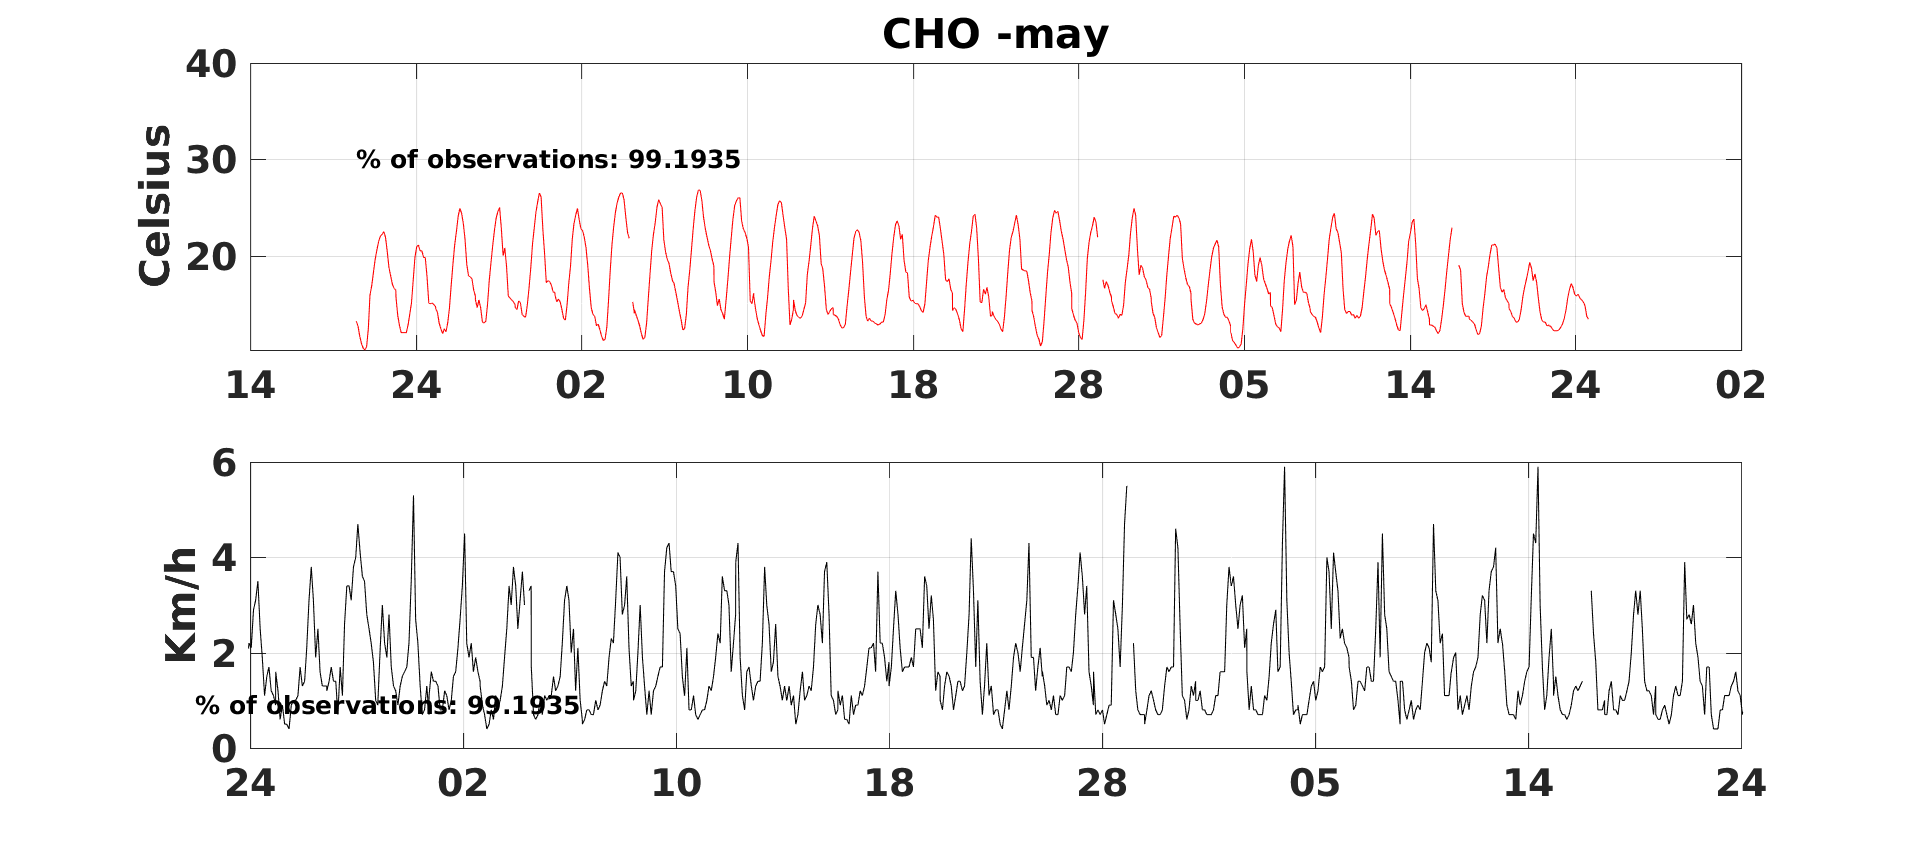 CHO -may
40
30
20
Celsius
% of observations: 99.1935
14 24 02 10 18 28 05 14 24 02
6
4
2
0
Km/h
% of observations: 99.1935
24 02 10 18 28 05 14 24